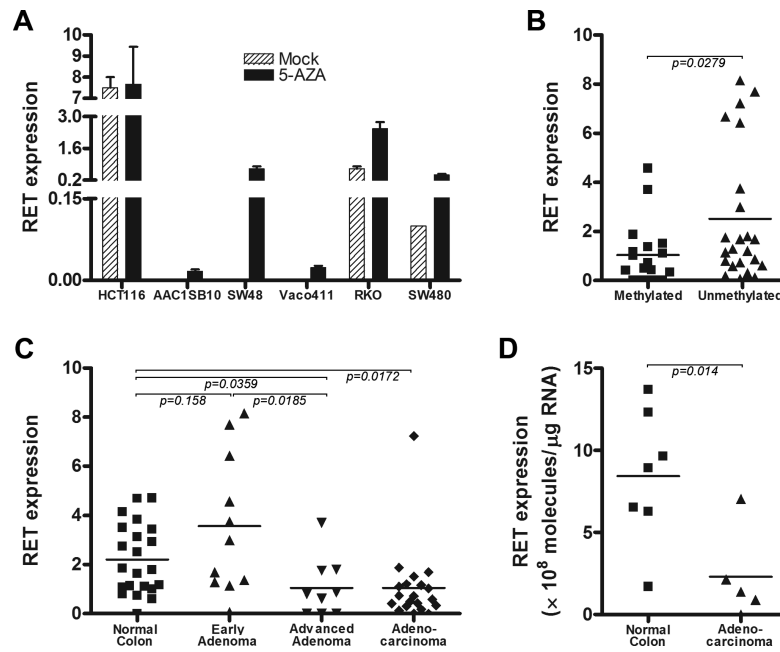 A
RET expression
10
9
8
7
3.0
1.6
0.2
0.15
0.00
Mock
5-AZA
HCT116 AAC1SB10 SW48 Vaco411 RKO SW480
B
RET expression
10
8
6
4
2
0
p=0.0279
Methylated Unmethylated
C
RET expression
10
8
6
4
2
0
p=0.0172
p=0.0359
p=0.158 p=0.0185
Normal Early Advanced Adeno-
Colon Adenoma Adenoma carcinoma
D
RET expression
(× 10⁸ molecules/µg RNA)
15
10
5
0
p=0.014
Normal Adeno-
Colon carcinoma